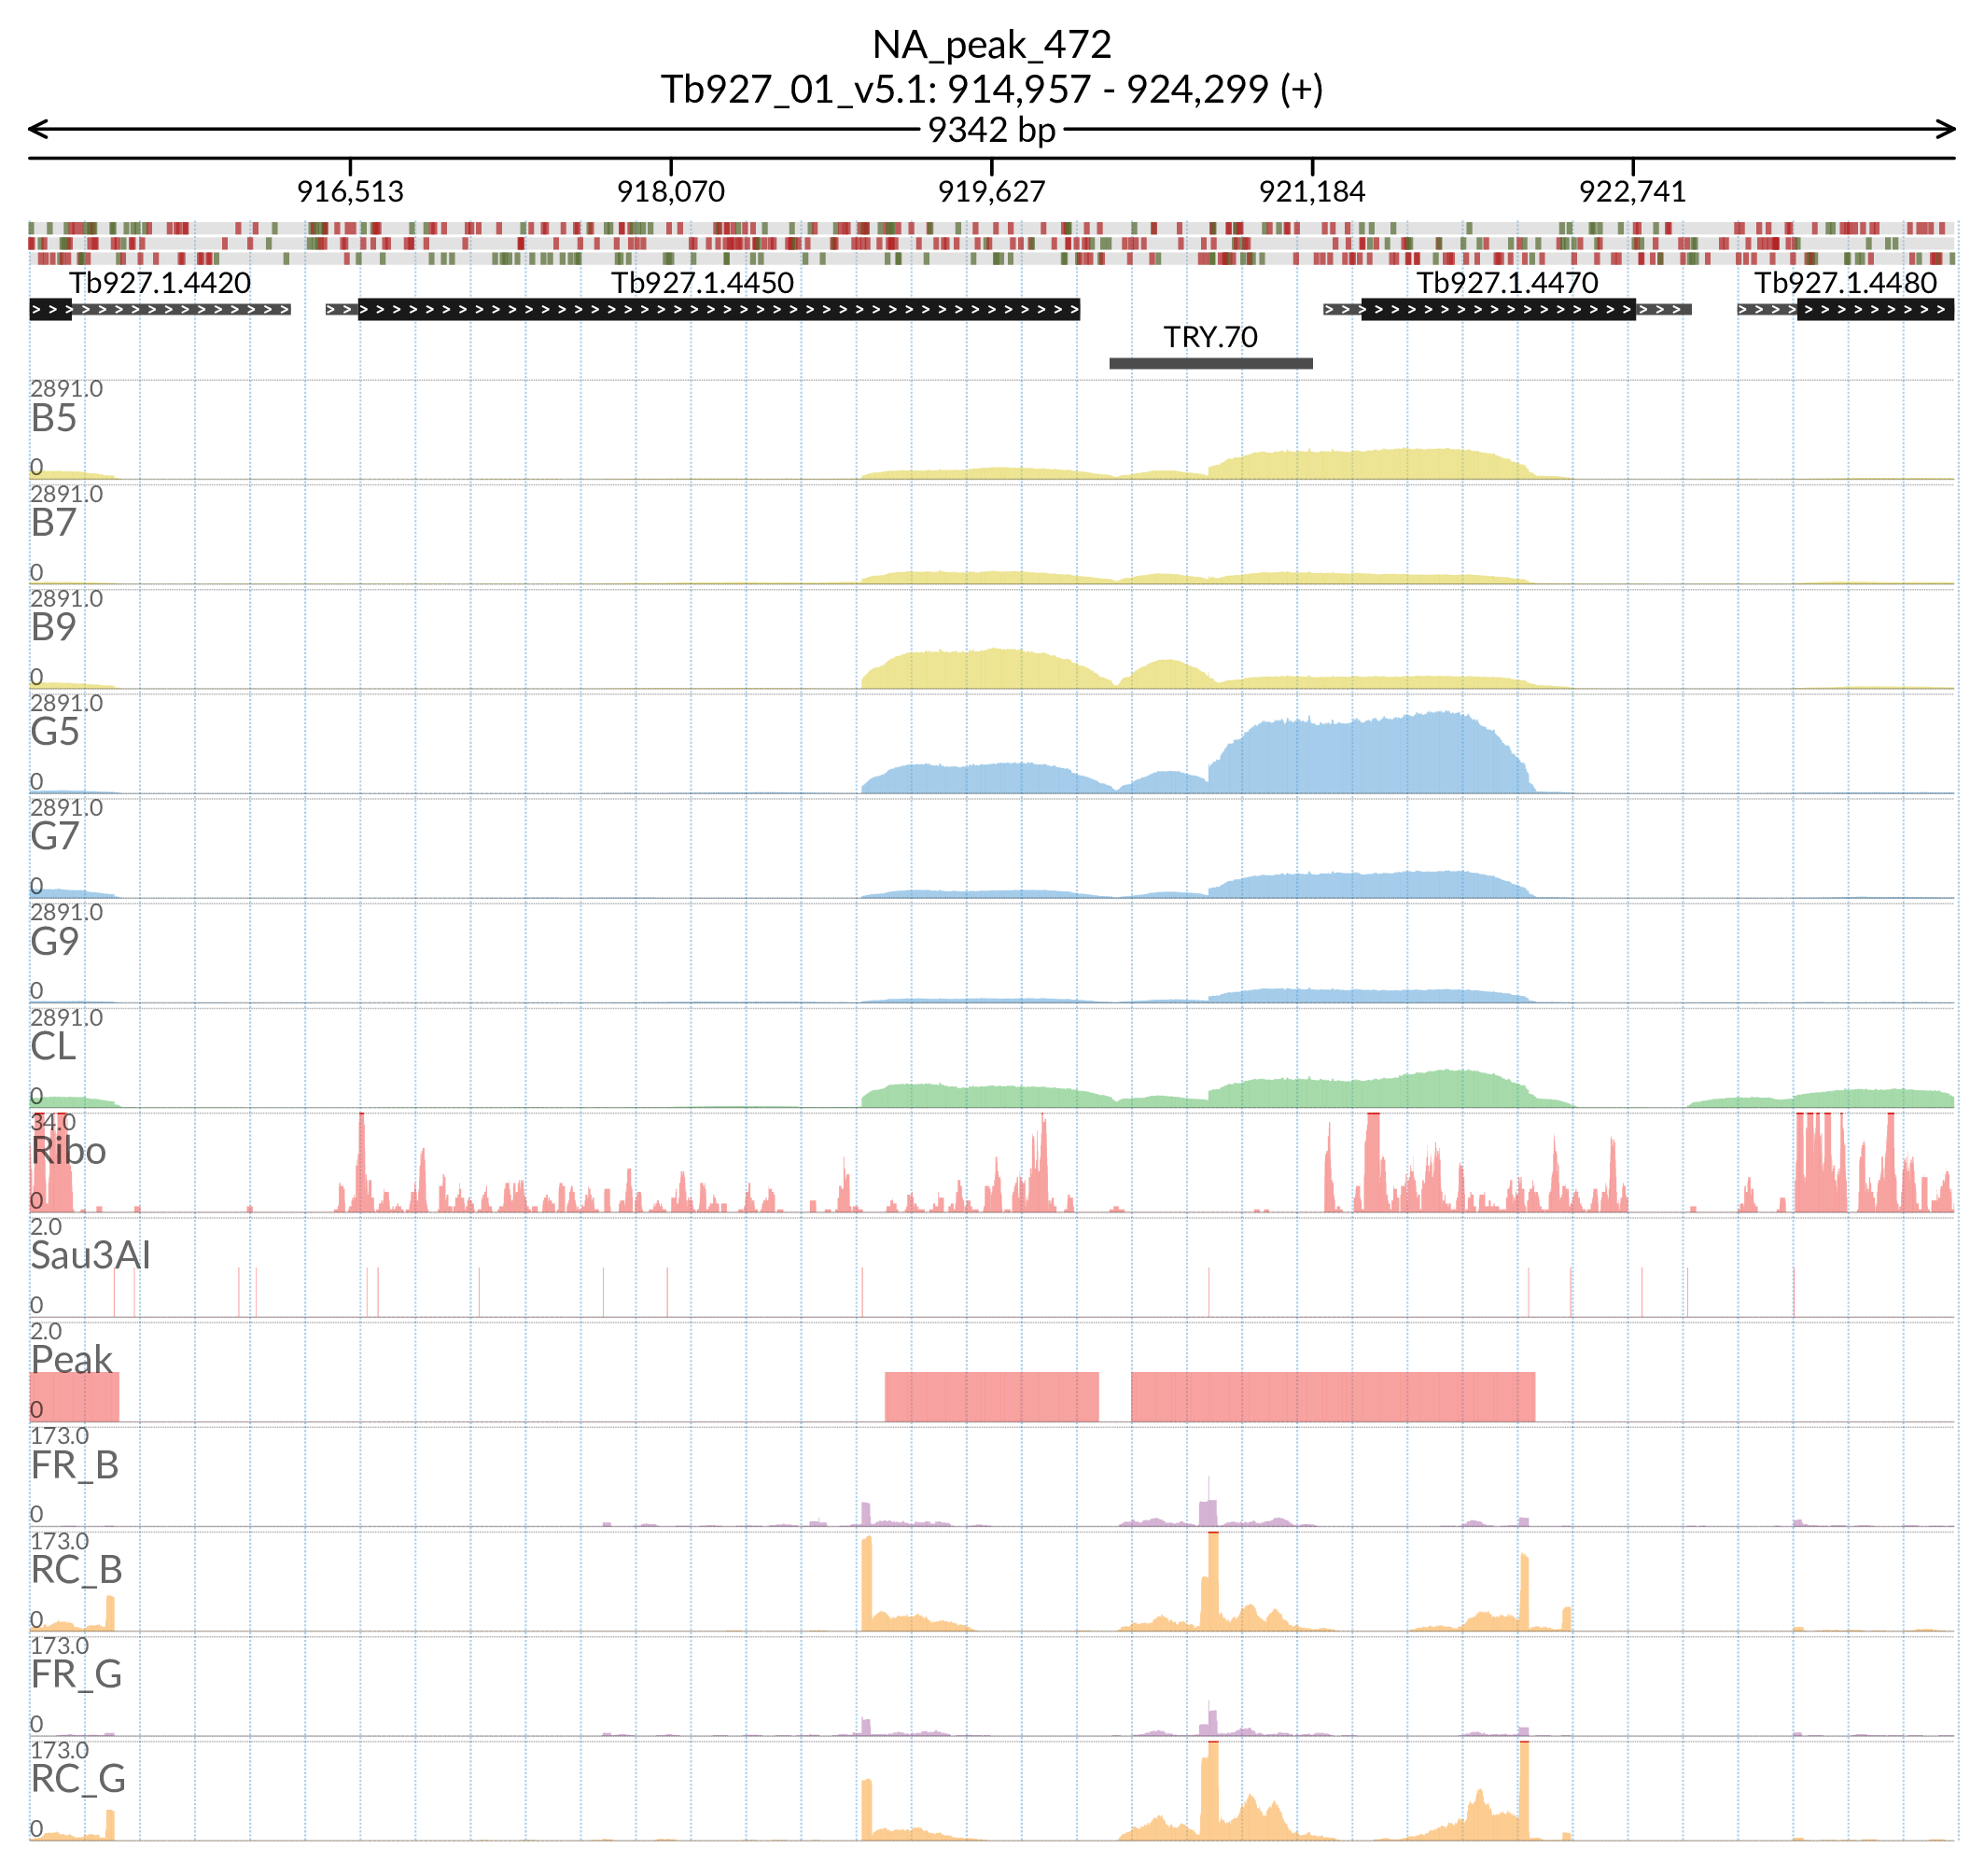 NA_peak_472
Tb927_01_v5.1: 914,957 - 924,299 (+)
9342 bp
916,513 918,070 919,627 921,184 922,741
Tb927.1.4420 Tb927.1.4450 Tb927.1.4470 Tb927.1.4480
TRY.70
2891.0
B5
0
2891.0
B7
0
2891.0
B9
0
2891.0
G5
0
2891.0
G7
0
2891.0
G9
0
2891.0
CL
0
34.0
Ribo
0
2.0
Sau3AI
0
2.0
Peak
0
173.0
FR_B
0
173.0
RC_B
0
173.0
FR_G
0
173.0
RC_G
0